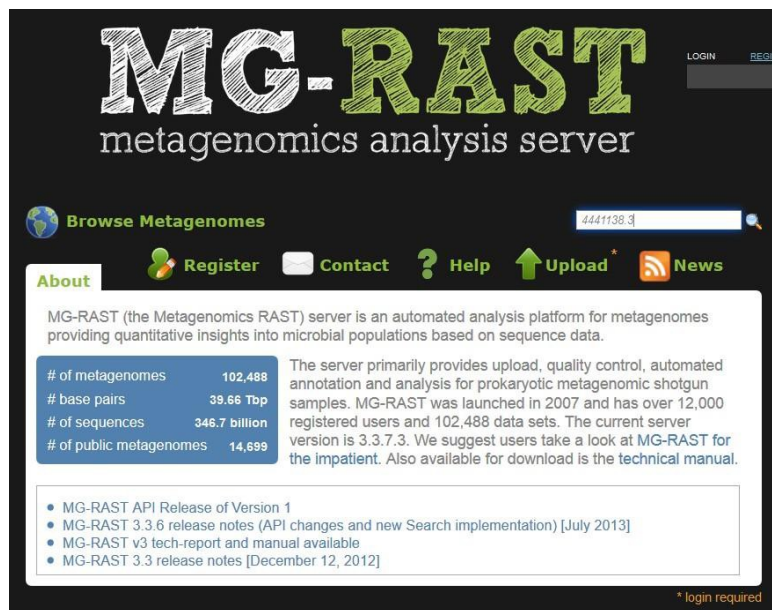 MG-RAST
metagenomics analysis server
LOGIN
Browse Metagenomes
4441138.3
About
Register
Contact
? Help
Upload *
News
MG-RAST (the Metagenomics RAST) server is an automated analysis platform for metagenomes
providing quantitative insights into microbial populations based on sequence data.
# of metagenomes 102,488
# base pairs 39.66 Tbp
# of sequences 346.7 billion
# of public metagenomes 14,699
The server primarily provides upload, quality control, automated
annotation and analysis for prokaryotic metagenomic shotgun
samples. MG-RAST was launched in 2007 and has over 12,000
registered users and 102,488 data sets. The current server
version is 3.3.7.3. We suggest users take a look at MG-RAST for
the impatient. Also available for download is the technical manual.
• MG-RAST API Release of Version 1
• MG-RAST 3.3.6 release notes (API changes and new Search implementation) [July 2013]
• MG-RAST v3 tech-report and manual available
• MG-RAST 3.3 release notes [December 12, 2012]
* login required